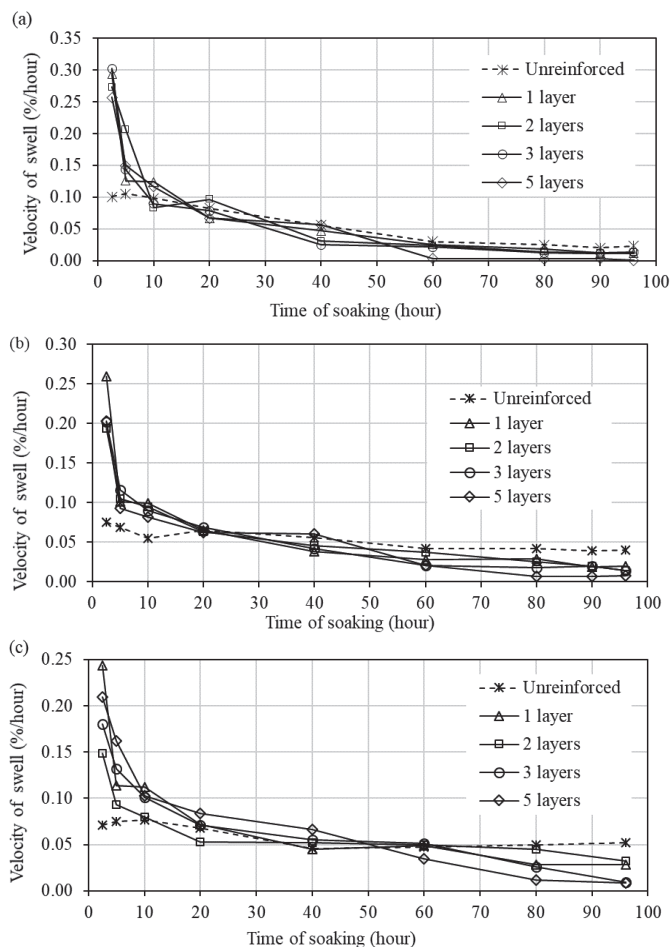 (a)
0.35
0.30
0.25
0.20
0.15
0.10
0.05
0.00
Velocity of swell (%/hour)
Unreinforced
1 layer
2 layers
3 layers
5 layers
0 10 20 30 40 50 60 70 80 90 100
Time of soaking (hour)
(b)
0.30
0.25
0.20
0.15
0.10
0.05
0.00
Velocity of swell (%/hour)
Unreinforced
1 layer
2 layers
3 layers
5 layers
0 10 20 30 40 50 60 70 80 90 100
Time of soaking (hour)
(c)
0.25
0.20
0.15
0.10
0.05
0.00
Velocity of swell (%/hour)
Unreinforced
1 layer
2 layers
3 layers
5 layers
0 10 20 30 40 50 60 70 80 90 100
Time of soaking (hour)